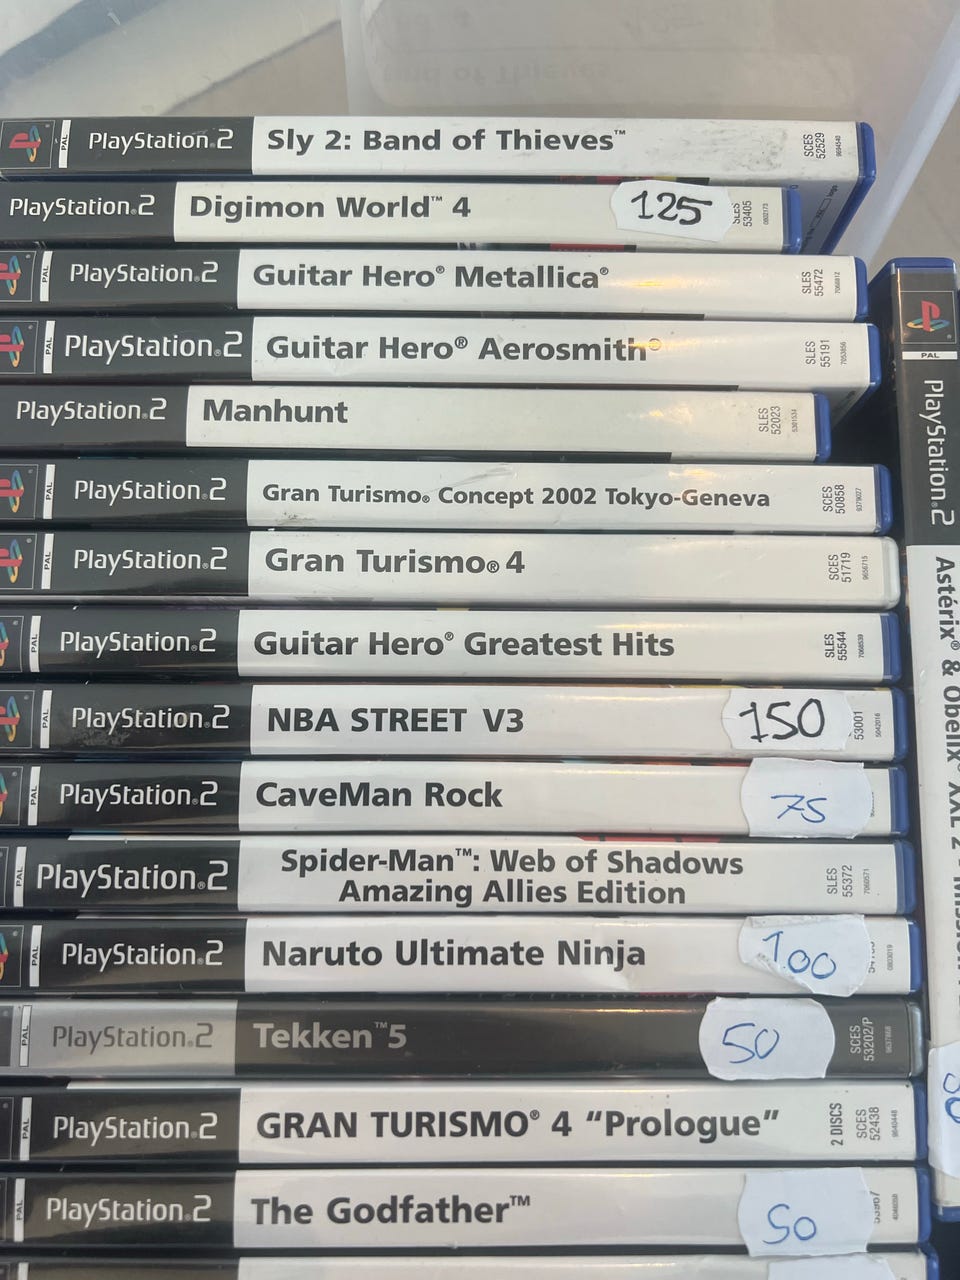 PAL PlayStation®2 Sly 2: Band of Thieves™ SCES 52529
PlayStation®2 Digimon World™ 4 125 SLES 53405
PAL PlayStation®2 Guitar Hero® Metallica® SLES 55472
PAL PlayStation®2 Guitar Hero® Aerosmith® SLES 55191
PlayStation®2 Manhunt SLES 52023
PAL PlayStation®2 Gran Turismo® Concept 2002 Tokyo-Geneva SCES 50858
PAL PlayStation®2 Gran Turismo® 4 SCES 51719
PAL PlayStation®2 Guitar Hero® Greatest Hits SLES 55544
PAL PlayStation®2 NBA STREET V3 150 53001
PAL PlayStation®2 CaveMan Rock 75
PAL PlayStation®2 Spider-Man™: Web of Shadows
Amazing Allies Edition SLES 55372
PAL PlayStation®2 Naruto Ultimate Ninja 100
PAL PlayStation®2 Tekken™5 50 SCES 53202/P
PAL PlayStation®2 GRAN TURISMO® 4 “Prologue” 2 DISCS SCES 52438
PAL PlayStation®2 The Godfather™ 50
PAL PlayStation®2 Astérix® & Obélix® XXL 2